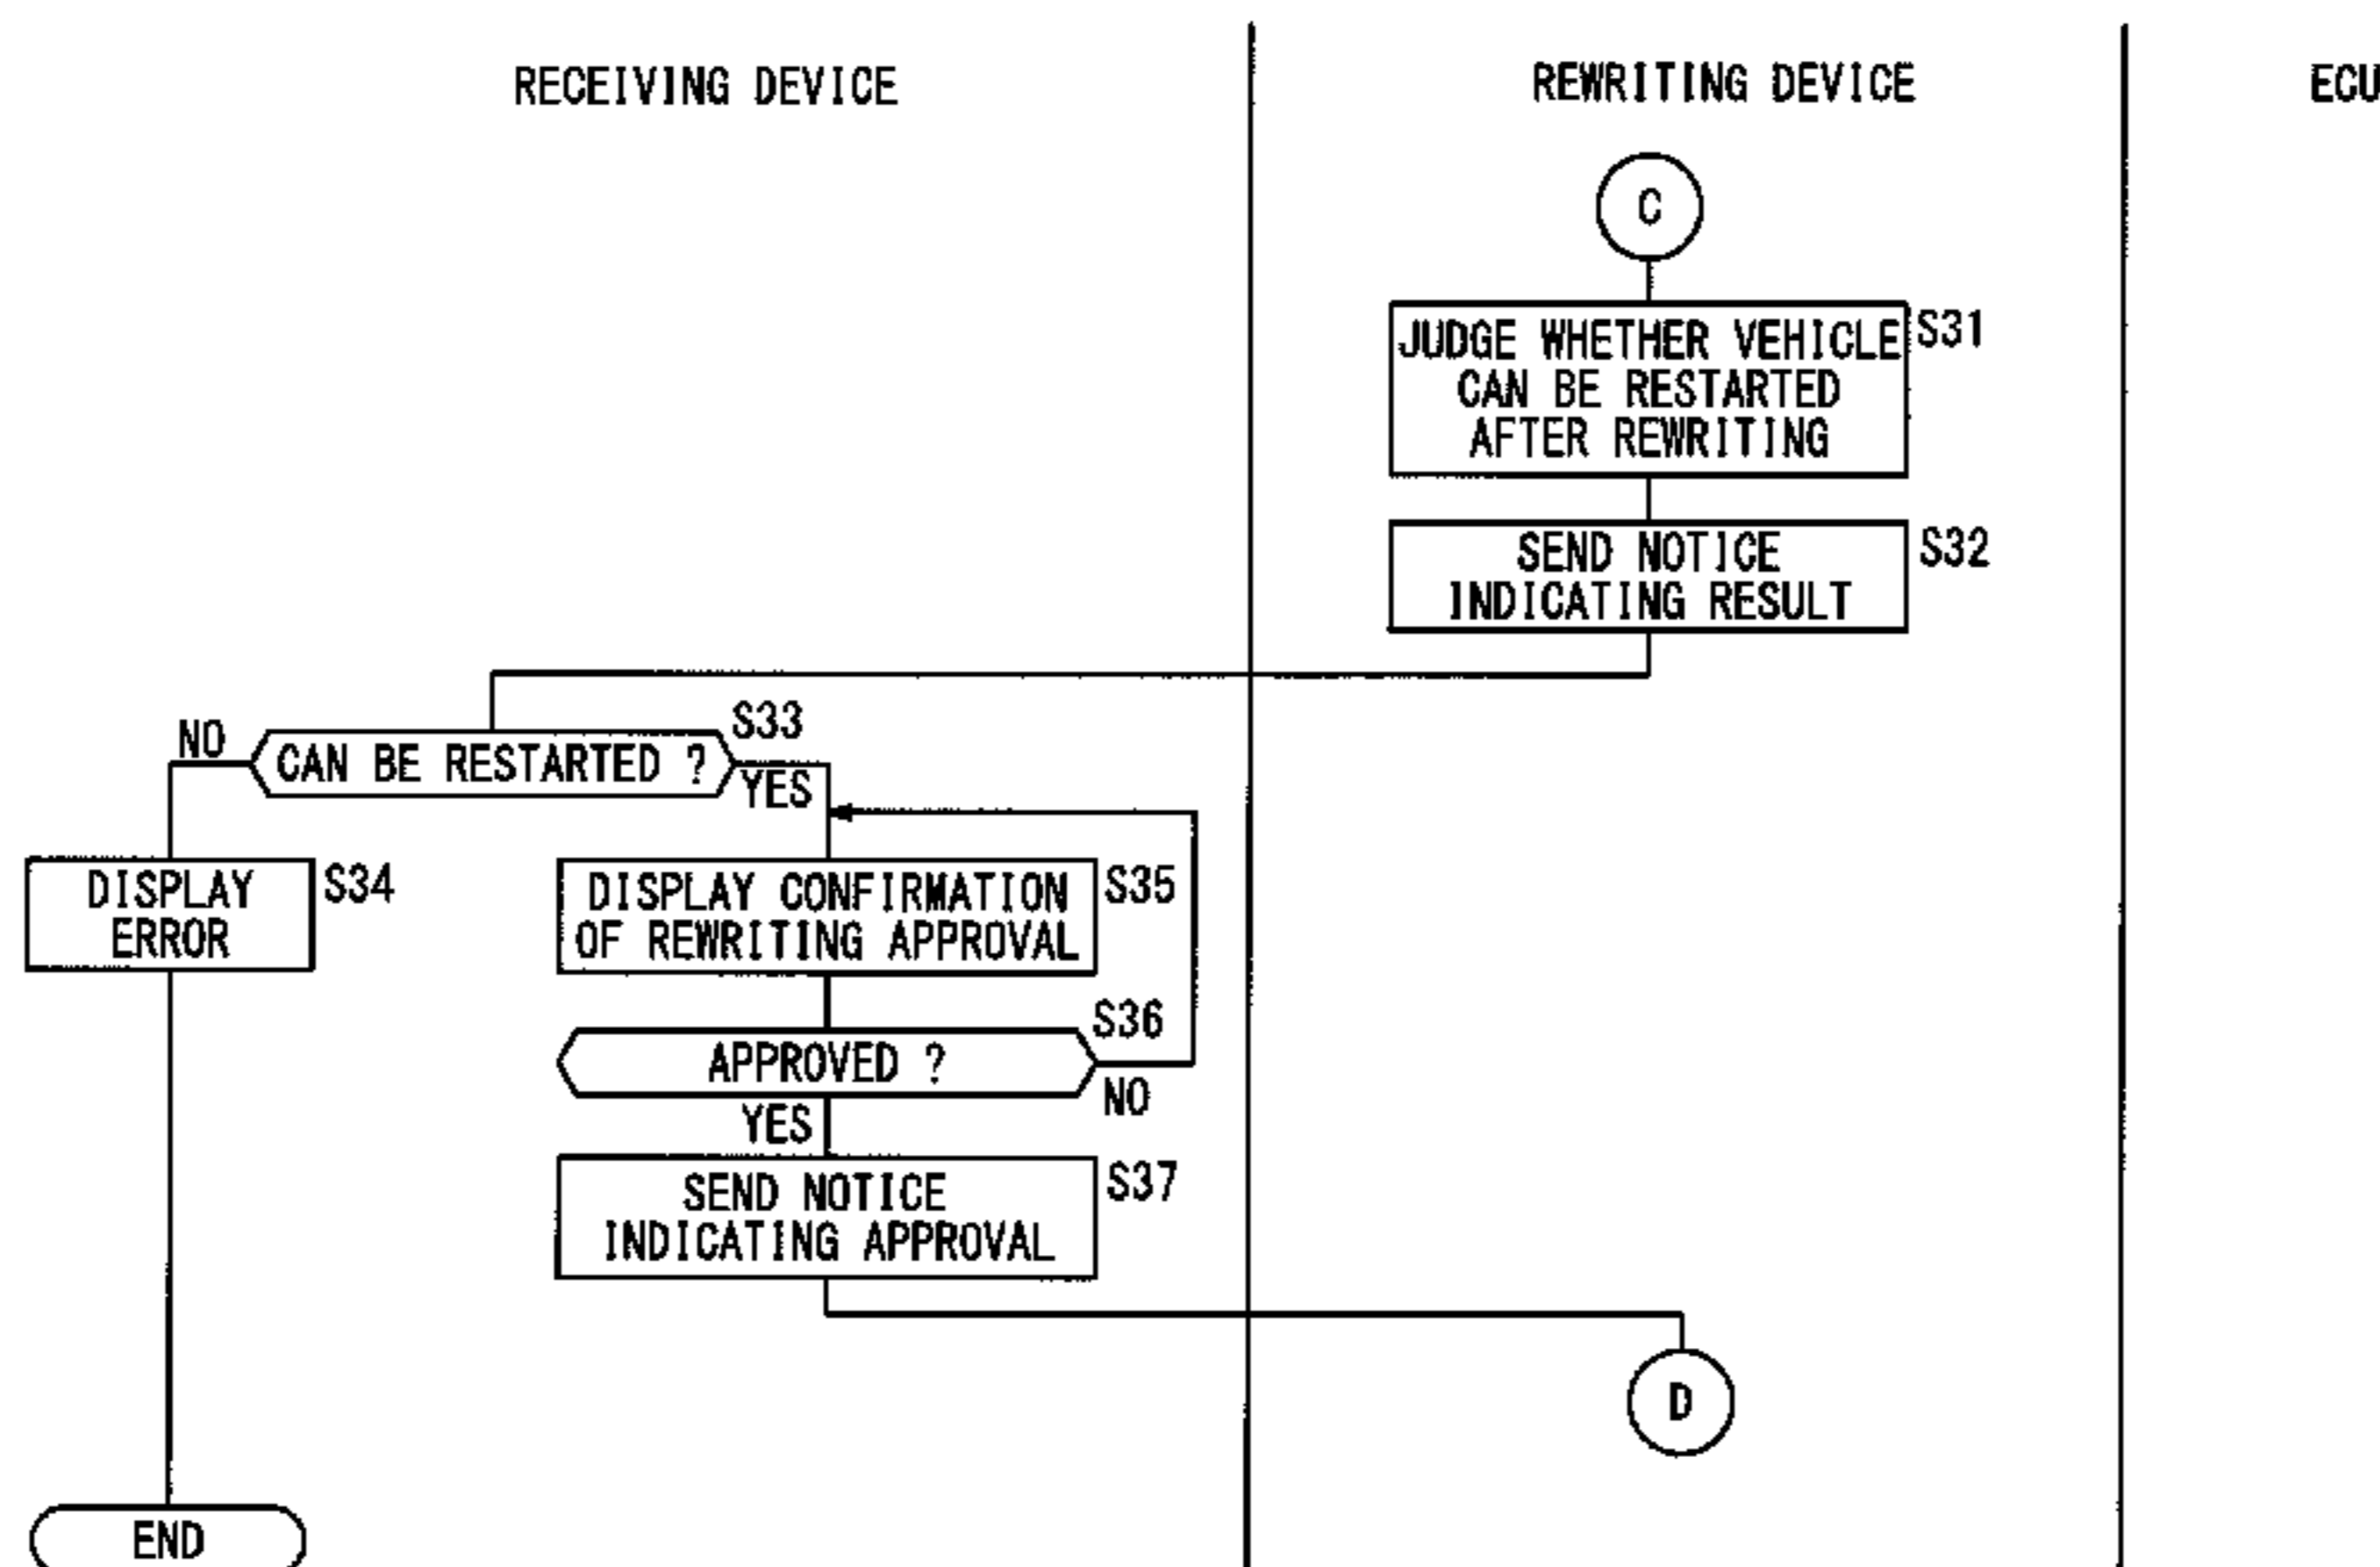 RECEIVING DEVICE
REWRITING DEVICE
ECU
C
JUDGE WHETHER VEHICLE
CAN BE RESTARTED
AFTER REWRITING
S31
SEND NOTICE
INDICATING RESULT
S32
S33
NO
CAN BE RESTARTED ?
YES
DISPLAY
ERROR
S34
DISPLAY CONFIRMATION
OF REWRITING APPROVAL
S35
S36
APPROVED ?
NO
YES
SEND NOTICE
INDICATING APPROVAL
S37
D
END